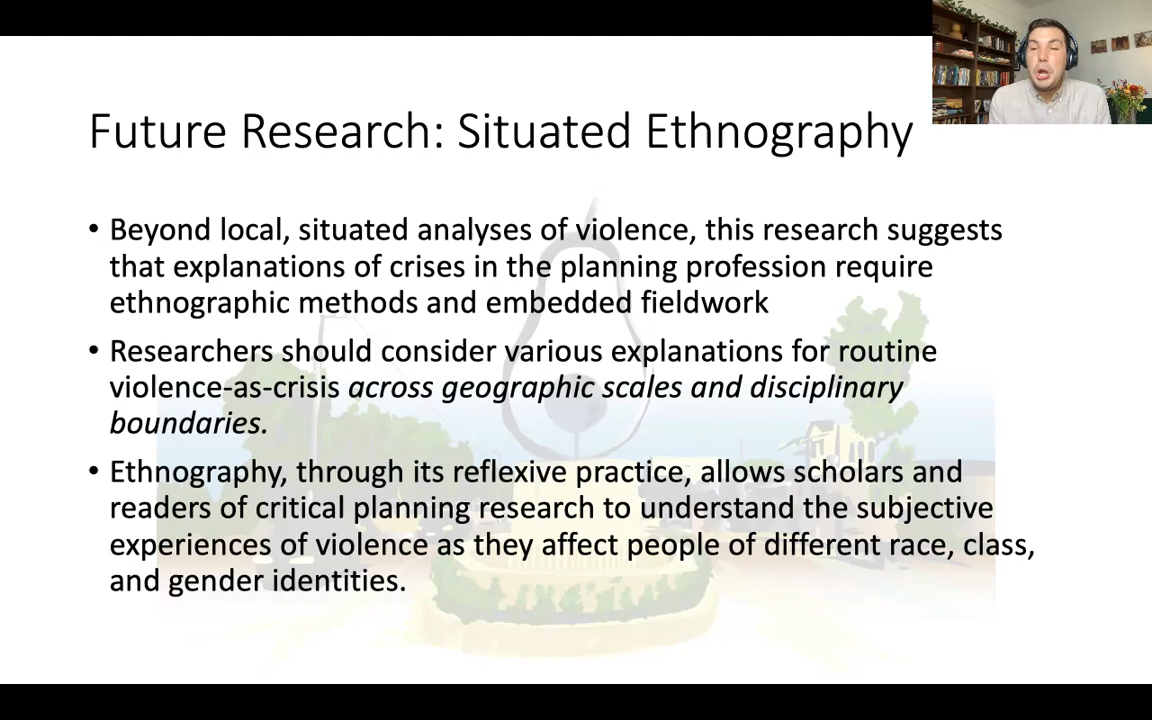 Future Research: Situated Ethnography
• Beyond local, situated analyses of violence, this research suggests
that explanations of crises in the planning profession require
ethnographic methods and embedded fieldwork
• Researchers should consider various explanations for routine
violence-as-crisis across geographic scales and disciplinary
boundaries.
• Ethnography, through its reflexive practice, allows scholars and
readers of critical planning research to understand the subjective
experiences of violence as they affect people of different race, class,
and gender identities.